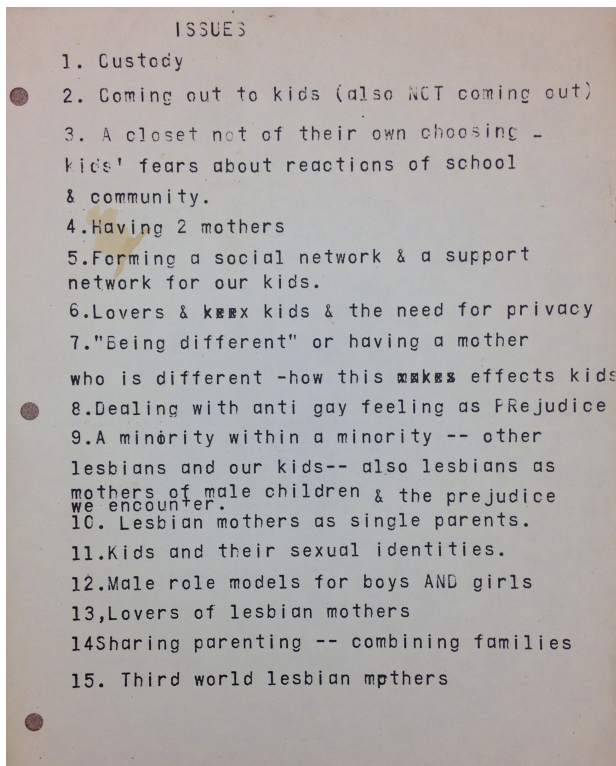 ISSUES
1. Custody
2. Coming out to kids (also NOT coming out)
3. A closet not of their own choosing -
kids' fears about reactions of school
& community.
4.Having 2 mothers
5.Forming a social network & a support
network for our kids.
6.Lovers & kids & the need for privacy
7."Being different" or having a mother
who is different -how this effects kids
8.Dealing with anti gay feeling as PRejudice
9.A minority within a minority -- other
lesbians and our kids-- also lesbians as
mothers of male children & the prejudice
we encounter.
10. Lesbian mothers as single parents.
11.Kids and their sexual identities.
12.Male role models for boys AND girls
13,Lovers of lesbian mothers
14Sharing parenting -- combining families
15. Third world lesbian mothers